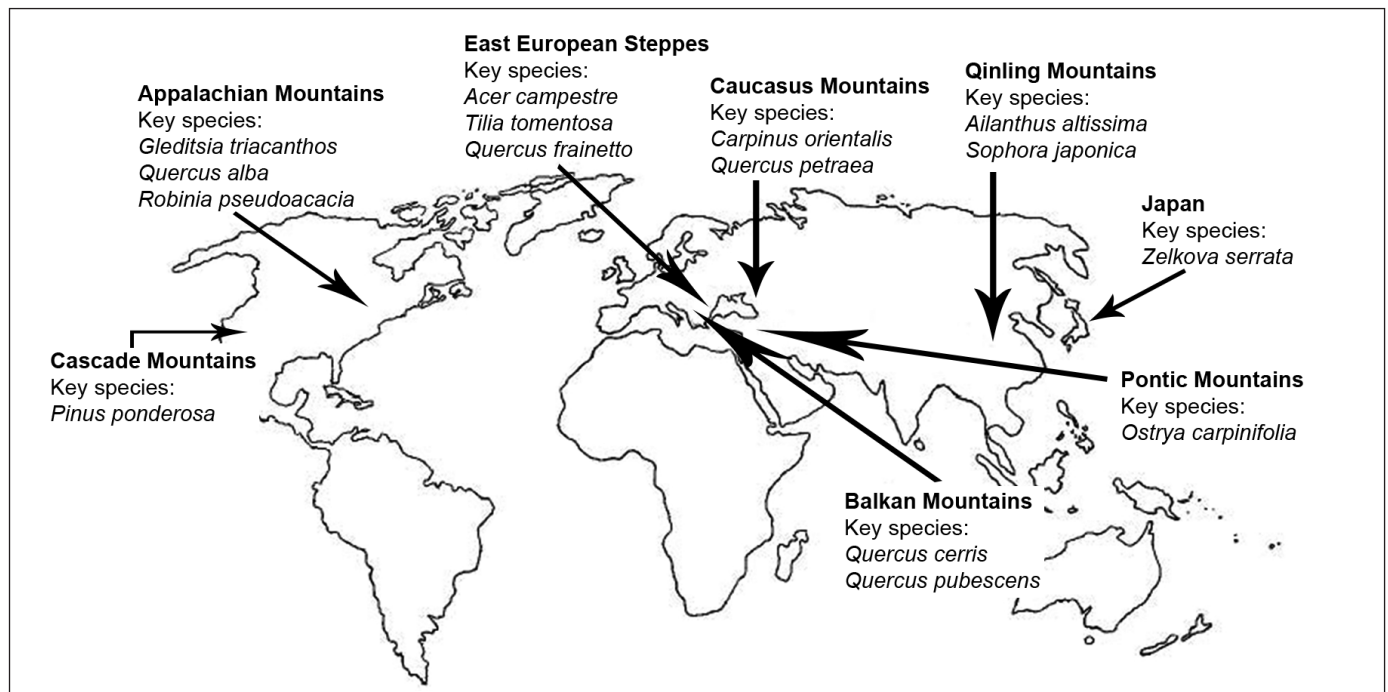 East European Steppes
Key species:
Acer campestre
Tilia tomentosa
Quercus frainetto
Appalachian Mountains
Key species:
Gleditsia triacanthos
Quercus alba
Robinia pseudoacacia
Caucasus Mountains
Key species:
Carpinus orientalis
Quercus petraea
Qinling Mountains
Key species:
Ailanthus altissima
Sophora japonica
Japan
Key species:
Zelkova serrata
Cascade Mountains
Key species:
Pinus ponderosa
Pontic Mountains
Key species:
Ostrya carpinifolia
Balkan Mountains
Key species:
Quercus cerris
Quercus pubescens